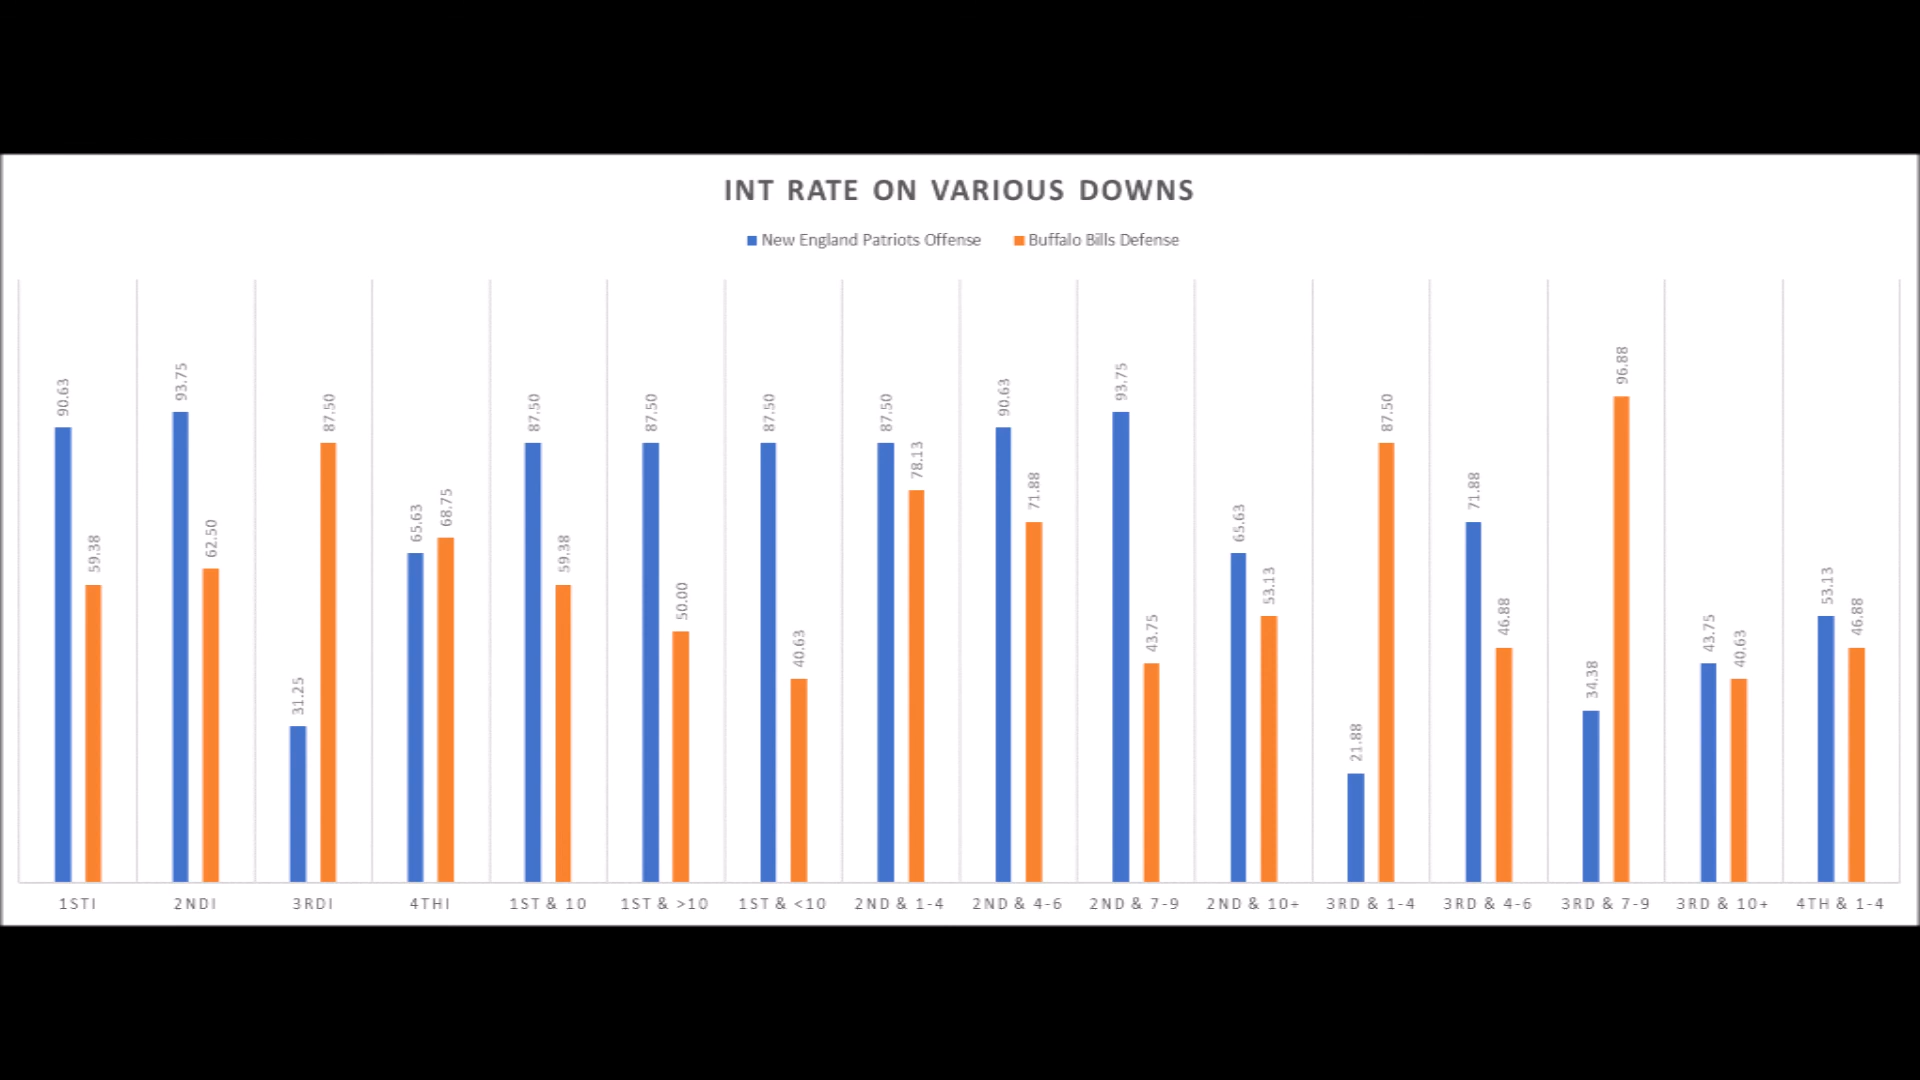 INT RATE ON VARIOUS DOWNS
New England Patriots Offense Buffalo Bills Defense
90.63 59.38 93.75 62.50 31.25 87.50 65.63 68.75 87.50 59.38 87.50 50.00 87.50 40.63 87.50 78.13 90.63 71.88 93.75 43.75 65.63 53.13 21.88 87.50 71.88 46.88 34.38 96.88 43.75 40.63 53.13 46.88
1STI 2NDI 3RDI 4THI 1ST & 10 1ST & >10 1ST & <10 2ND & 1-4 2ND & 4-6 2ND & 7-9 2ND & 10+ 3RD & 1-4 3RD & 4-6 3RD & 7-9 3RD & 10+ 4TH & 1-4